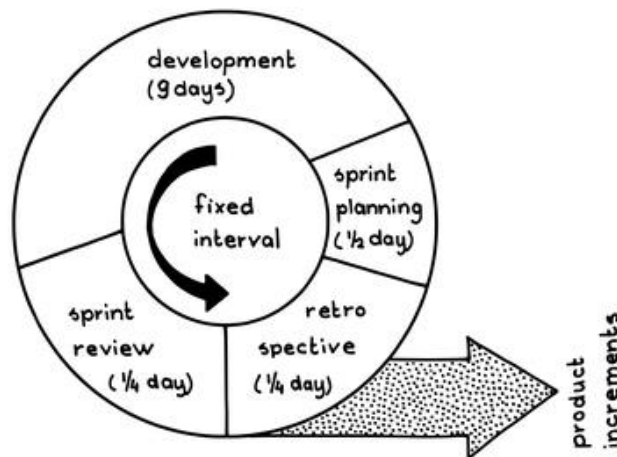 development
(9 days)
sprint
planning
(½ day)
fixed
interval
retro
spective
(¼ day)
sprint
review
(¼ day)
product
increments